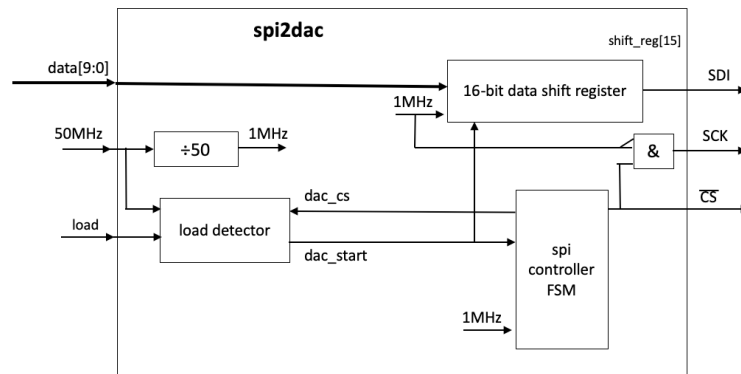 spi2dac
shift_reg[15]
data[9:0]
SDI
16-bit data shift register
1MHz
50MHz
1MHz
÷50
&
SCK
dac_cs
CS
load
load detector
dac_start
spi
controller
FSM
1MHz